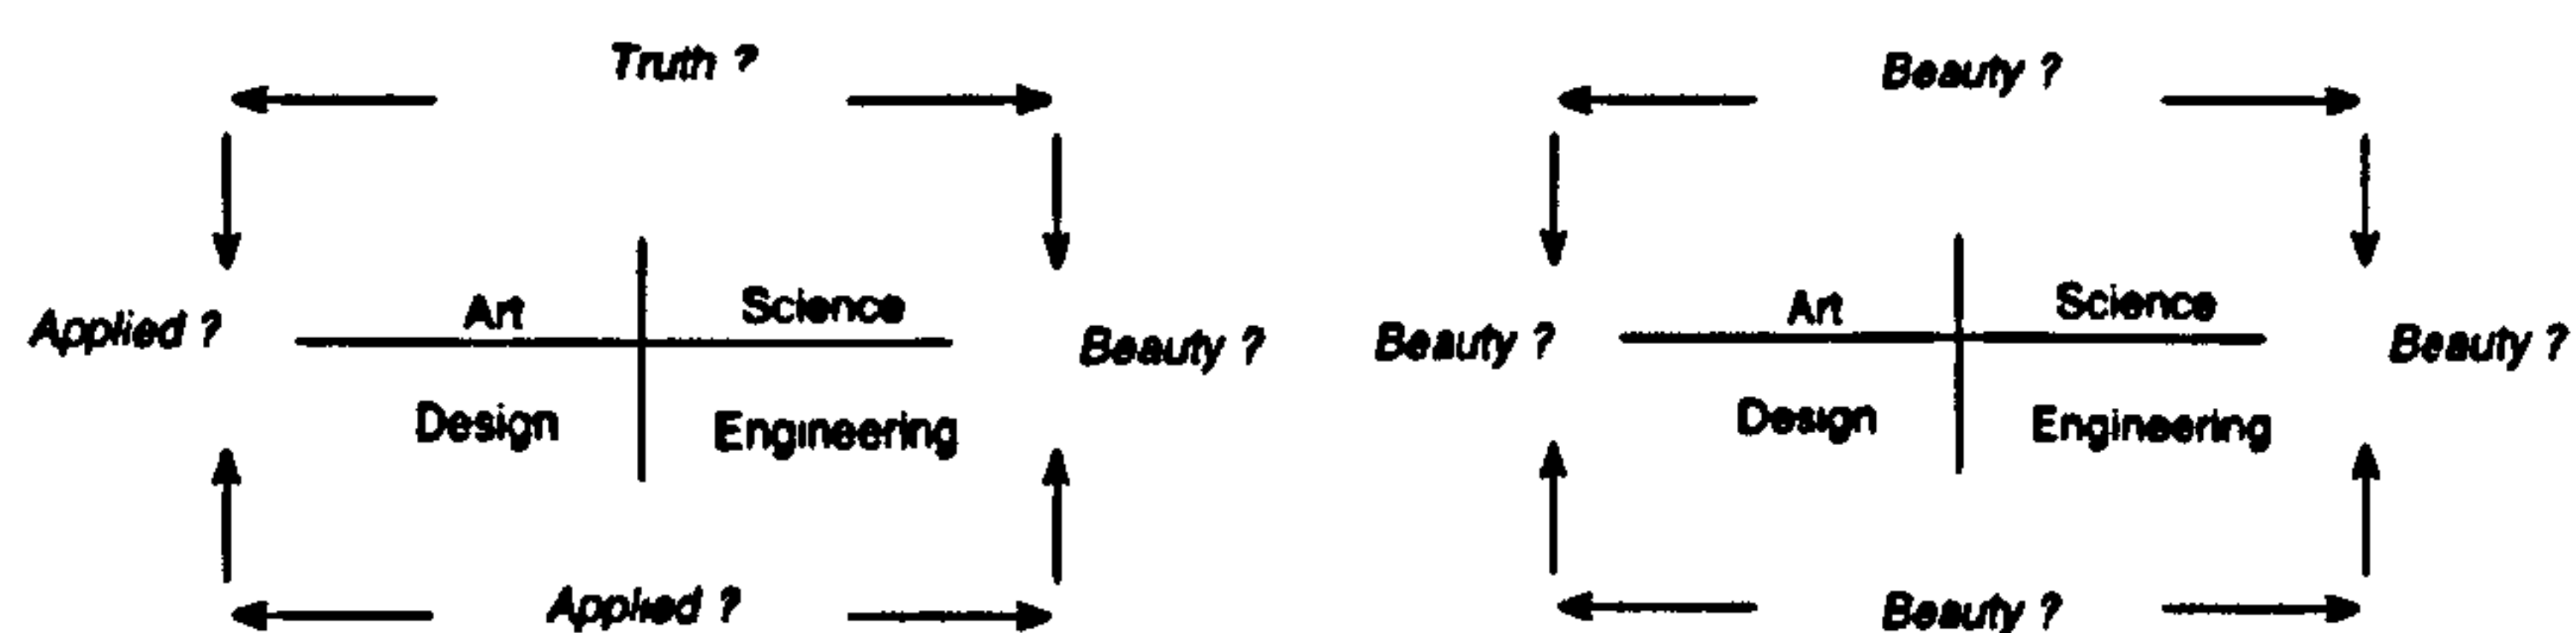 Truth ?
Applied ?
Art
Science
Beauty ?
Design
Engineering
Applied ?
Beauty ?
Beauty ?
Art
Science
Beauty ?
Design
Engineering
Beauty ?